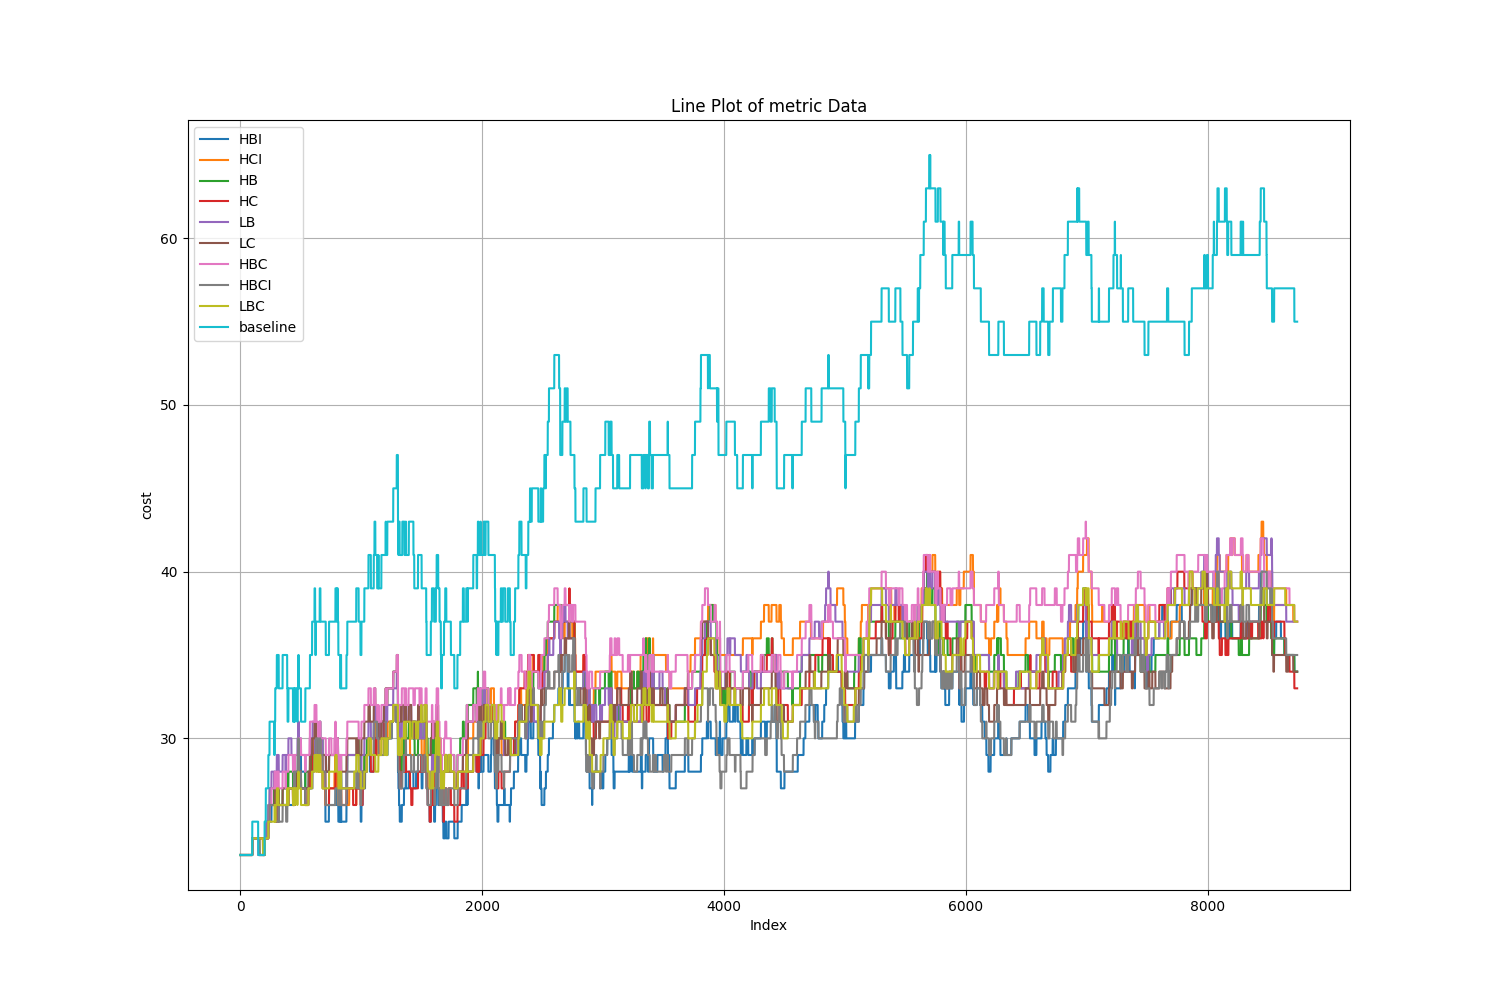 Line Plot of metric Data
HBI
HCI
HB
HC
LB
LC
HBC
HBCI
LBC
baseline
60
50
40
30
cost
0 2000 4000 6000 8000
Index